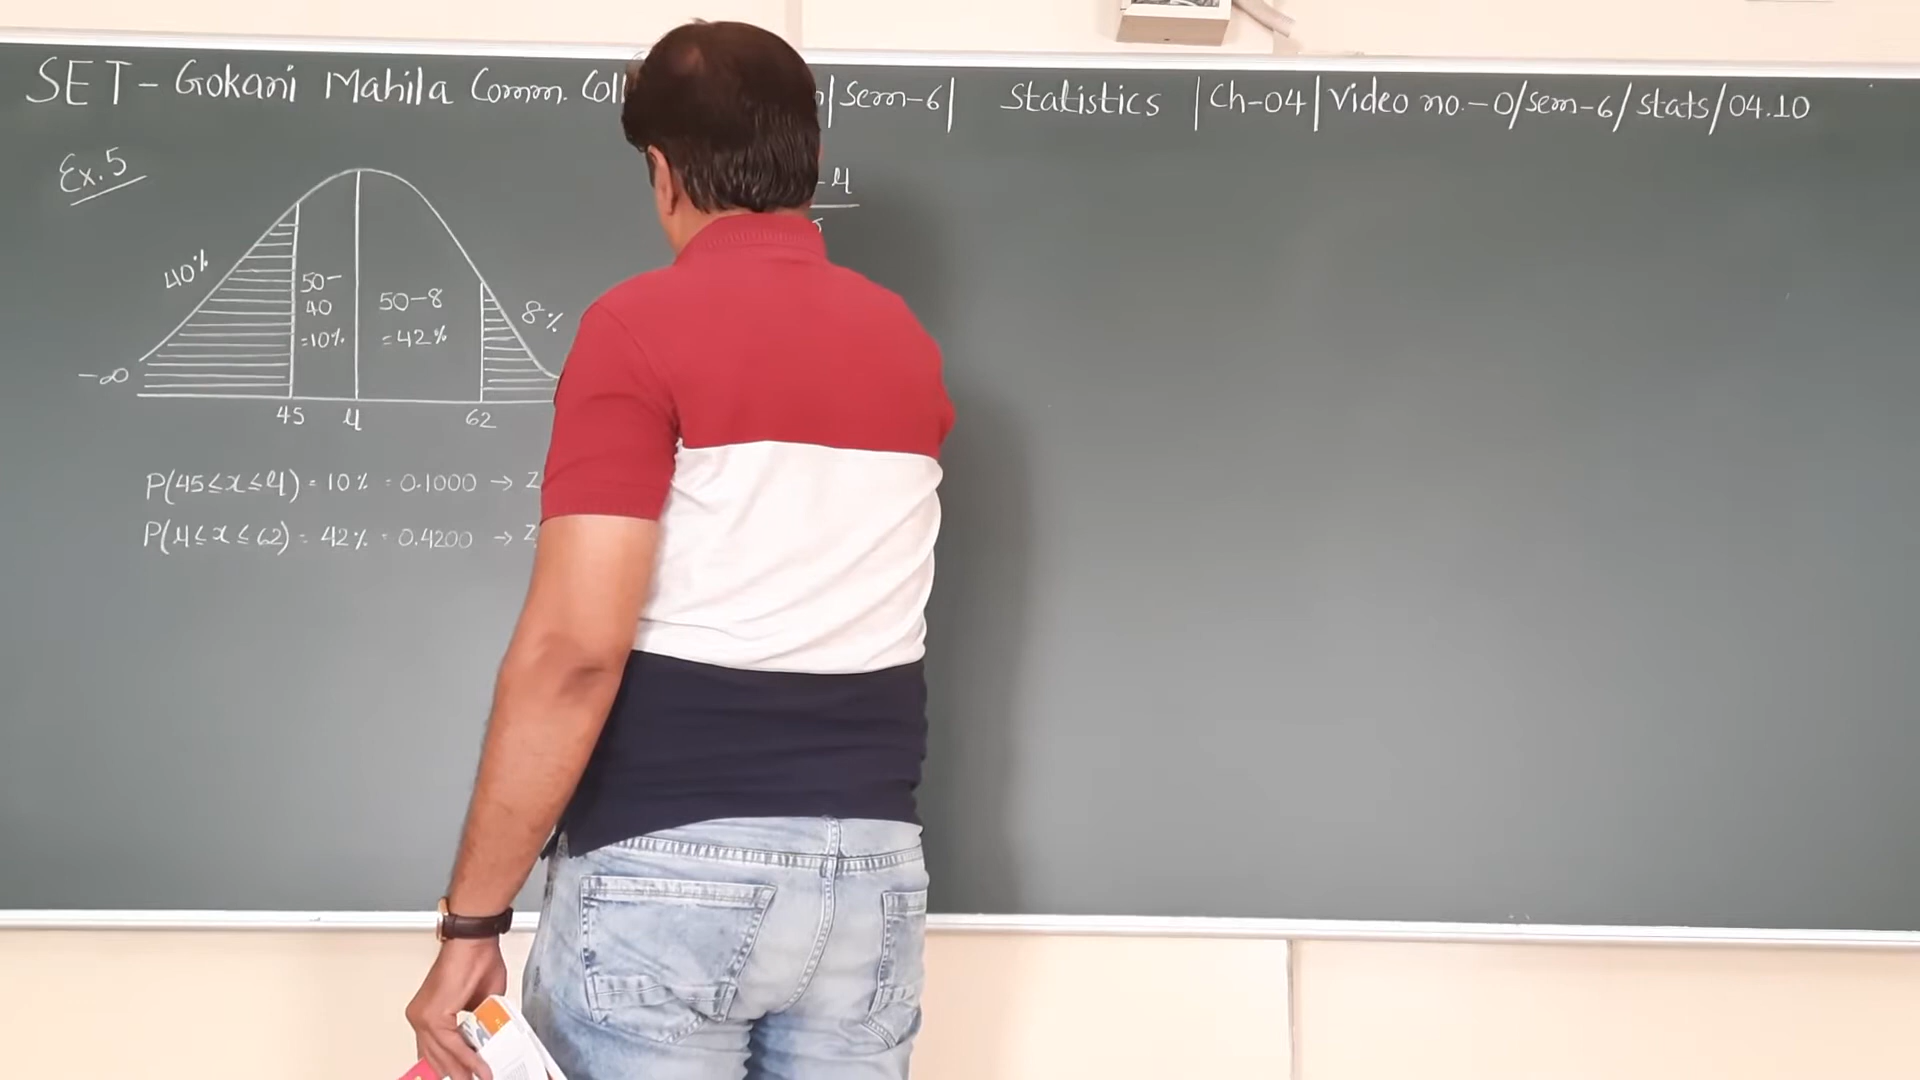 SET - Gokani Mahila Comm. |Sem-6| Statistics |Ch-04| Video no.-0/sem-6/stats/04.10
Ex.5
- μ
40%
50-
40
=10%
50-8
=42%
8%
-∞
45 μ 62
P(45≤x≤μ) = 10% = 0.1000 → Z
P(μ≤x≤62) = 42% = 0.4200 → Z